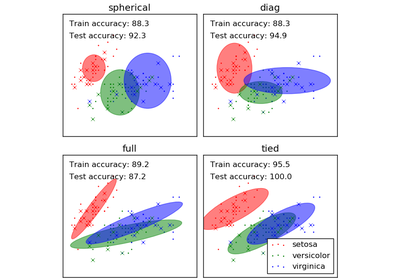 spherical
Train accuracy: 88.3
Test accuracy: 92.3
diag
Train accuracy: 88.3
Test accuracy: 94.9
full
Train accuracy: 89.2
Test accuracy: 87.2
tied
Train accuracy: 95.5
Test accuracy: 100.0
setosa
versicolor
virginica